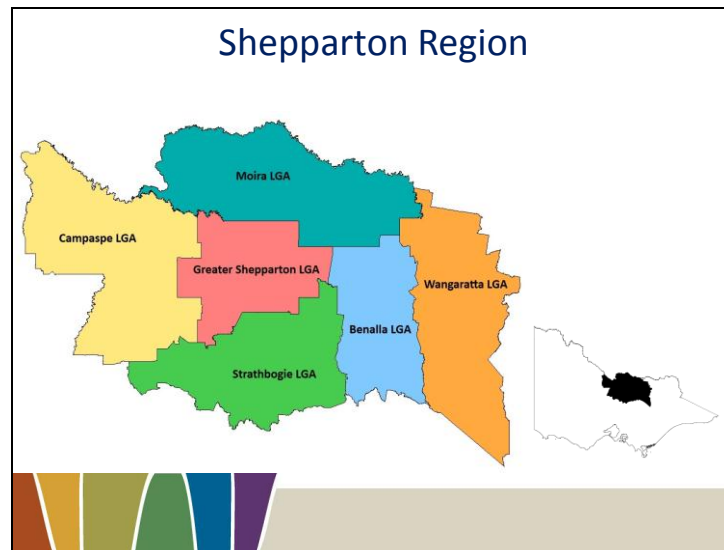 Shepparton Region
Moira LGA
Campaspe LGA
Greater Shepparton LGA
Wangaratta LGA
Benalla LGA
Strathbogie LGA